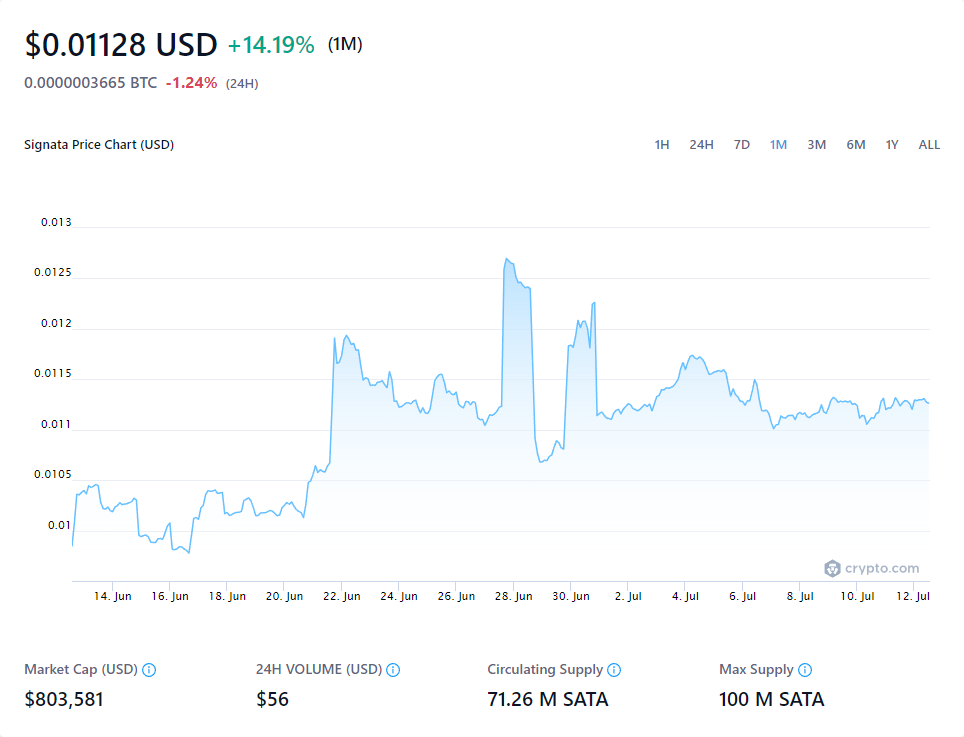 $0.01128 USD +14.19% (1M)
0.0000003665 BTC -1.24% (24H)
Signata Price Chart (USD) 1H 24H 7D 1M 3M 6M 1Y ALL
0.013
0.0125
0.012
0.0115
0.011
0.0105
0.01
crypto.com
14. Jun 16. Jun 18. Jun 20. Jun 22. Jun 24. Jun 26. Jun 28. Jun 30. Jun 2. Jul 4. Jul 6. Jul 8. Jul 10. Jul 12. Jul
Market Cap (USD) 24H VOLUME (USD) Circulating Supply Max Supply
$803,581 $56 71.26 M SATA 100 M SATA